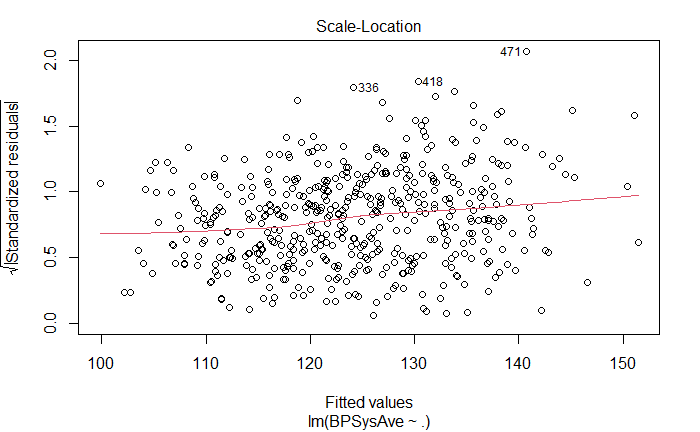 Scale-Location
√|Standardized residuals|
2.0
1.5
1.0
0.5
0.0
471
336
418
100 110 120 130 140 150
Fitted values
lm(BPSysAve ~ .)